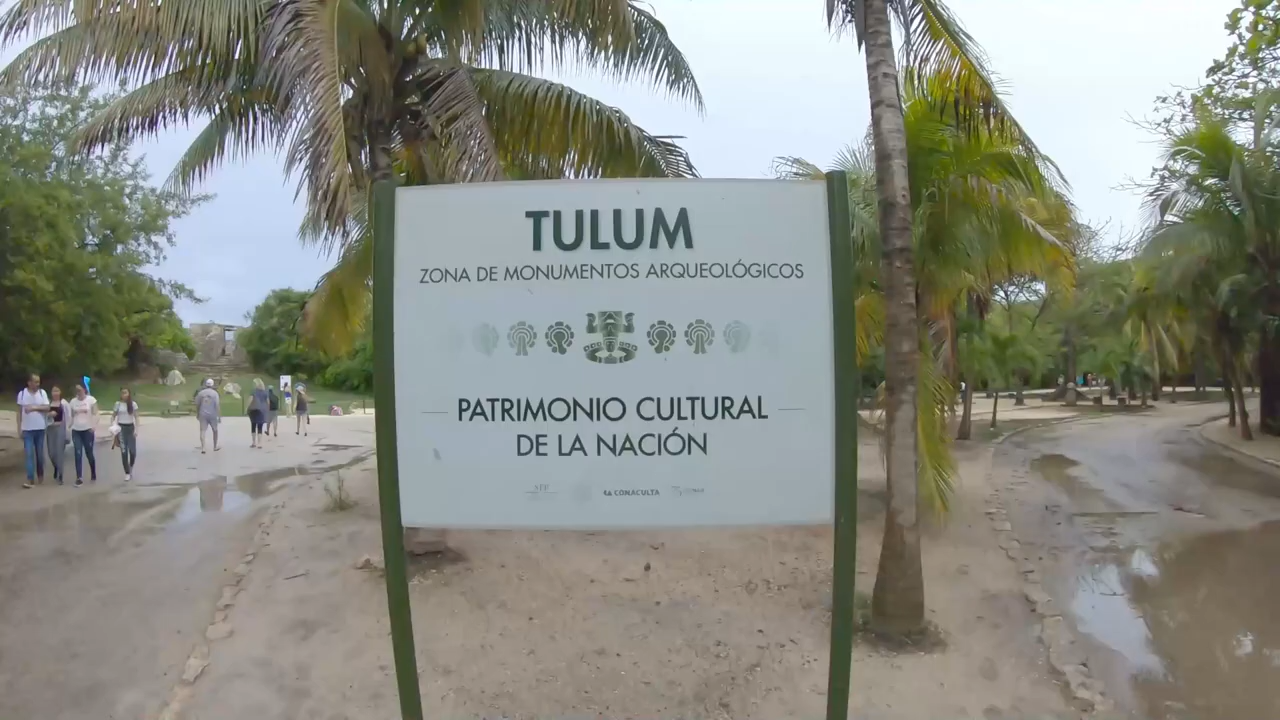 TULUM
ZONA DE MONUMENTOS ARQUEOLÓGICOS
PATRIMONIO CULTURAL
DE LA NACIÓN
CONACULTA